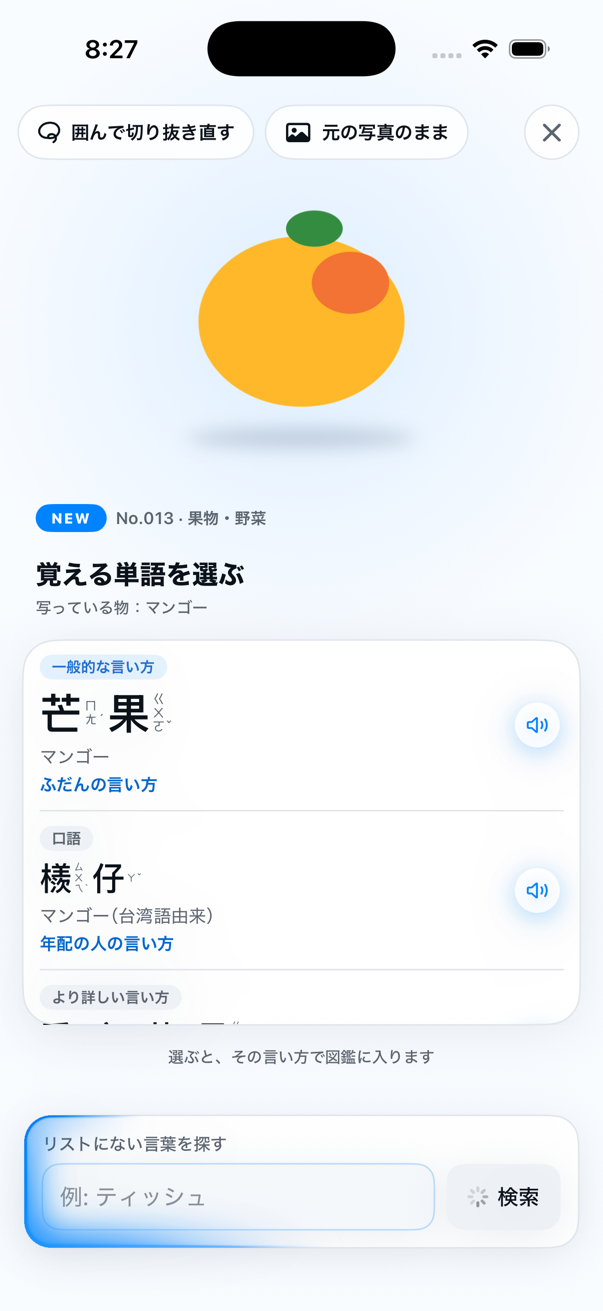 8:27
囲んで切り抜き直す
元の写真のまま
NEW No.013 · 果物・野菜
覚える単語を選ぶ
写っている物：マンゴー
一般的な言い方
芒ㄇㄤˊ果ㄍㄨㄛˇ
マンゴー
ふだんの言い方
口語
檨ㄙㄨㄟ仔ㄚˇ
マンゴー（台湾語由来）
年配の人の言い方
より詳しい言い方
選ぶと、その言い方で図鑑に入ります
リストにない言葉を探す
例: ティッシュ
検索